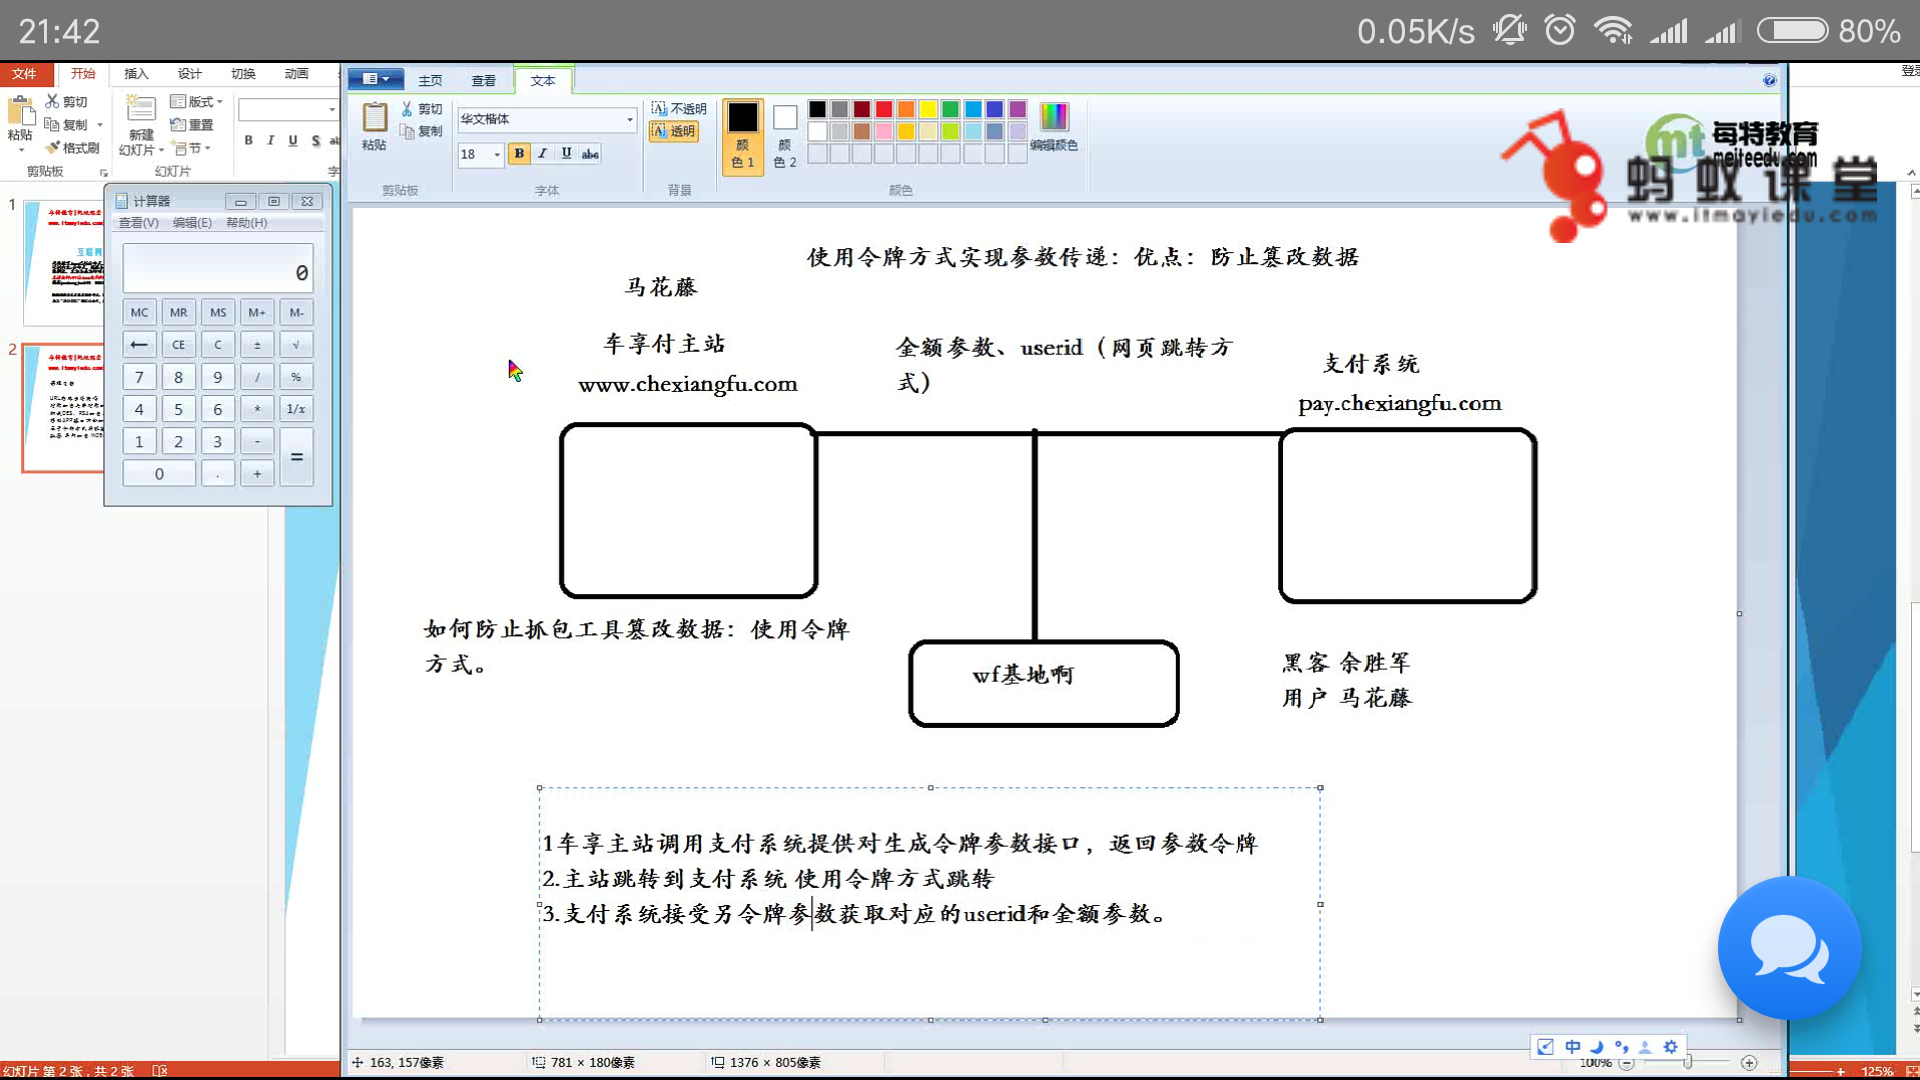 21:42
0.05K/s
80%
文件
开始
插入
设计
切换
动画
粘贴
剪切
复制
格式刷
剪贴板
新建
幻灯片
版式
重置
节
幻灯片
B I U S
主页
查看
文本
粘贴
剪切
复制
剪贴板
华文楷体
18
B I U abc
字体
不透明
透明
背景
颜色 1
颜色 2
编辑颜色
颜色
每特教育
meiteedu.com
蚂蚁课堂
www.itmayiedu.com
1
2
计算器
查看(V) 编辑(E) 帮助(H)
0
MC MR MS M+ M-
← CE C ± √
7 8 9 / %
4 5 6 * 1/x
1 2 3 - =
0 . +
使用令牌方式实现参数传递：优点：防止篡改数据
马花藤
车享付主站
www.chexiangfu.com
全额参数、userid（网页跳转方
式）
支付系统
pay.chexiangfu.com
如何防止抓包工具篡改数据：使用令牌
方式。
wf基地啊
黑客 余胜军
用户 马花藤
1车享主站调用支付系统提供对生成令牌参数接口，返回参数令牌
2.主站跳转到支付系统 使用令牌方式跳转
3.支付系统接受另令牌参数获取对应的userid和全额参数。
163, 157像素
781 × 180像素
1376 × 805像素
100%
中
幻灯片 第 2 张，共 2 张
125%